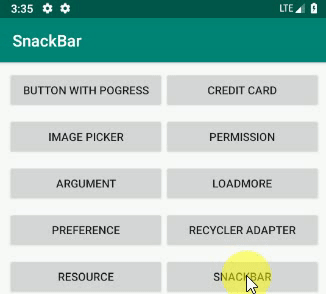 3:35 LTE
SnackBar
BUTTON WITH POGRESS CREDIT CARD
IMAGE PICKER PERMISSION
ARGUMENT LOADMORE
PREFERENCE RECYCLER ADAPTER
RESOURCE SNACKBAR